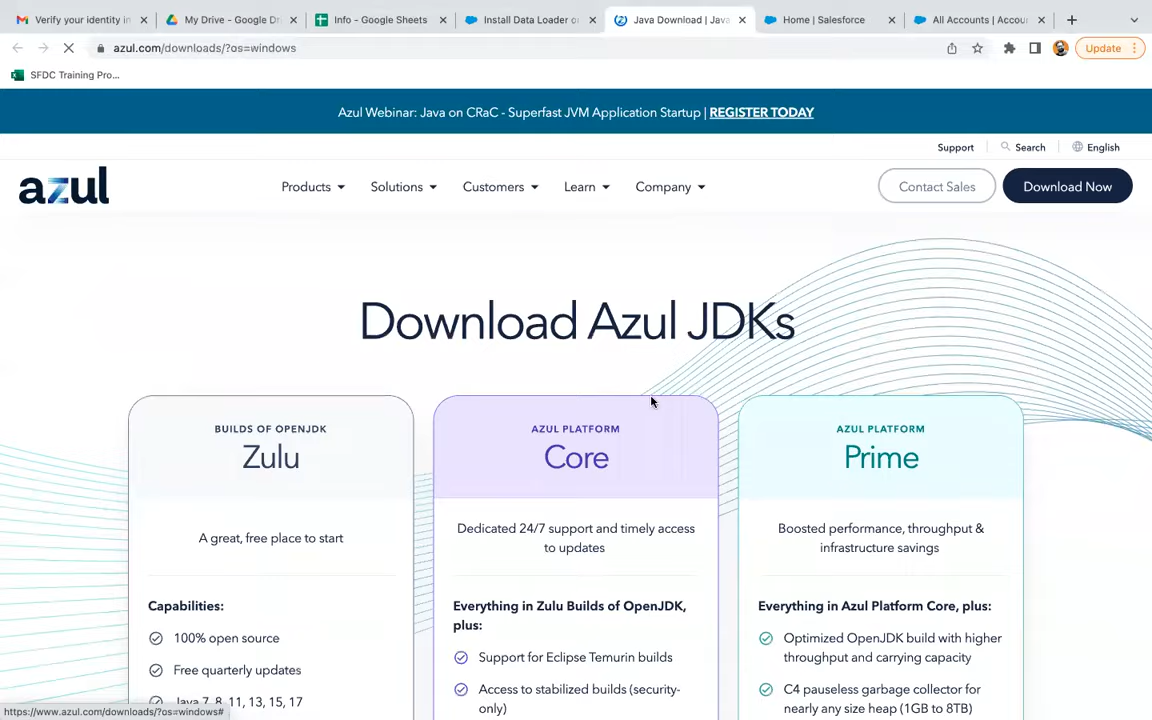 Verify your identity in
My Drive - Google Dr
Info - Google Sheets
Install Data Loader or
Java Download | Java
Home | Salesforce
All Accounts | Accou
azul.com/downloads/?os=windows
Update
SFDC Training Pro...
Azul Webinar: Java on CRaC - Superfast JVM Application Startup | REGISTER TODAY
Support
Search
English
azul
Products
Solutions
Customers
Learn
Company
Contact Sales
Download Now
Download Azul JDKs
BUILDS OF OPENJDK
Zulu
A great, free place to start
Capabilities:
100% open source
Free quarterly updates
Java 7, 8, 11, 13, 15, 17
AZUL PLATFORM
Core
Dedicated 24/7 support and timely access
to updates
Everything in Zulu Builds of OpenJDK,
plus:
Support for Eclipse Temurin builds
Access to stabilized builds (security-
only)
AZUL PLATFORM
Prime
Boosted performance, throughput &
infrastructure savings
Everything in Azul Platform Core, plus:
Optimized OpenJDK build with higher
throughput and carrying capacity
C4 pauseless garbage collector for
nearly any size heap (1GB to 8TB)
https://www.azul.com/downloads/?os=windows#